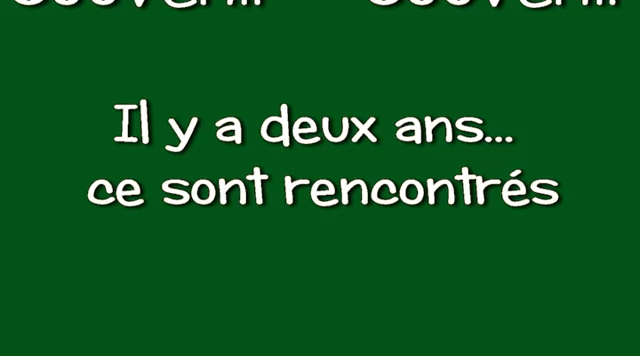 Il y a deux ans...
ce sont rencontrés